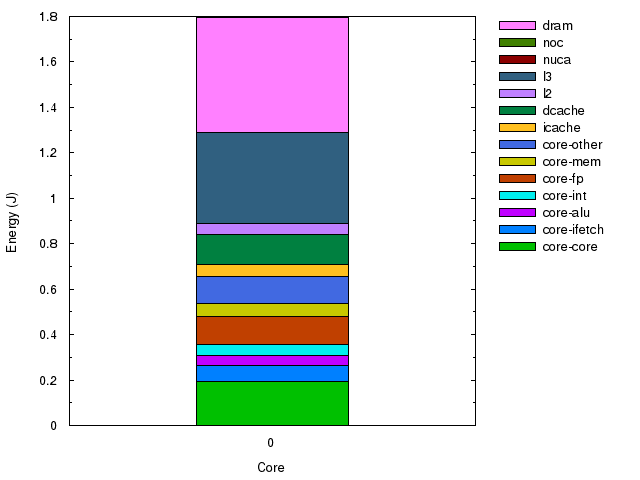 1.8
1.6
1.4
1.2
1
0.8
0.6
0.4
0.2
0
Energy (J)
0
Core
dram
noc
nuca
l3
l2
dcache
icache
core-other
core-mem
core-fp
core-int
core-alu
core-ifetch
core-core